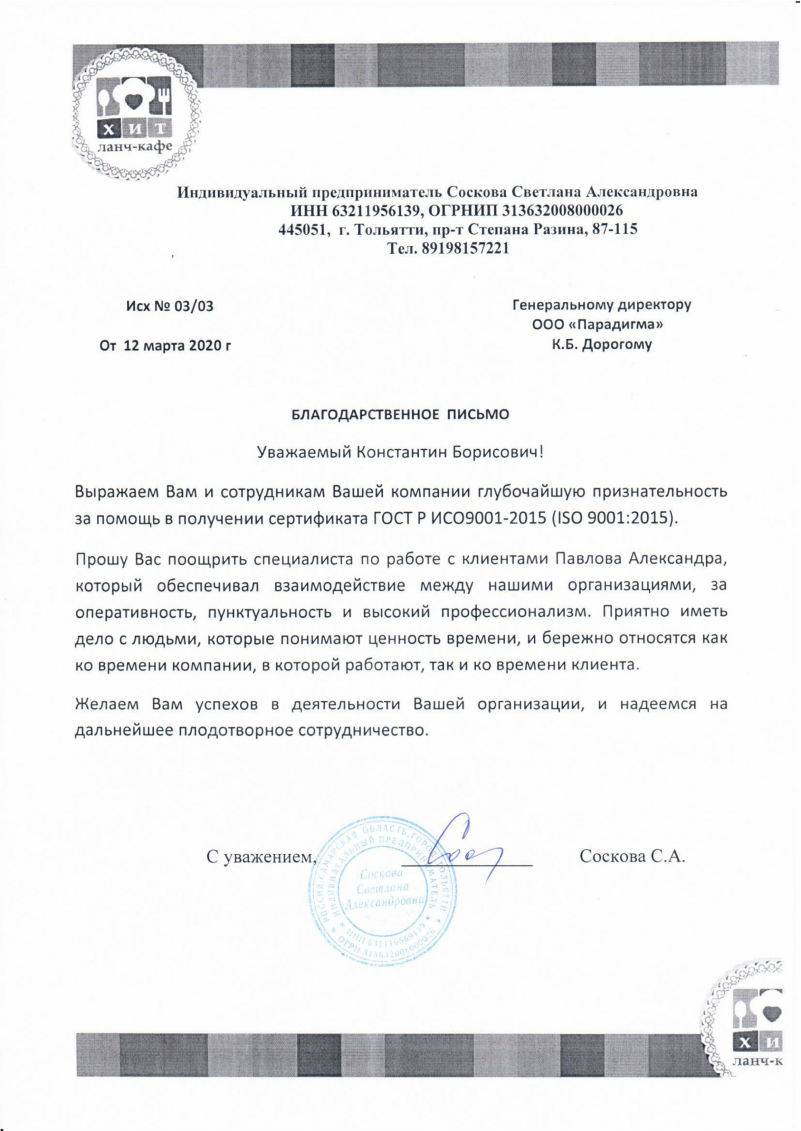 ХИТ
ланч-кафе
Индивидуальный предприниматель Соскова Светлана Александровна
ИНН 63211956139, ОГРНИП 313632008000026
445051, г. Тольятти, пр-т Степана Разина, 87-115
Тел. 89198157221
Исх № 03/03
Генеральному директору
ООО «Парадигма»
От 12 марта 2020 г
К.Б. Дорогому
БЛАГОДАРСТВЕННОЕ ПИСЬМО
Уважаемый Константин Борисович!
Выражаем Вам и сотрудникам Вашей компании глубочайшую признательность
за помощь в получении сертификата ГОСТ Р ИСО9001-2015 (ISO 9001:2015).
Прошу Вас поощрить специалиста по работе с клиентами Павлова Александра,
который обеспечивал взаимодействие между нашими организациями, за
оперативность, пунктуальность и высокий профессионализм. Приятно иметь
дело с людьми, которые понимают ценность времени, и бережно относятся как
ко времени компании, в которой работают, так и ко времени клиента.
Желаем Вам успехов в деятельности Вашей организации, и надеемся на
дальнейшее плодотворное сотрудничество.
С уважением,
Соскова С.А.
РОССИЯ, САМАРСКАЯ ОБЛАСТЬ, ГОРОД ТОЛЬЯТТИ
ИНДИВИДУАЛЬНЫЙ ПРЕДПРИНИМАТЕЛЬ
Соскова
Светлана
Александровна
ИНН
ОГРН 313632008000026
ХИ
ланч-к